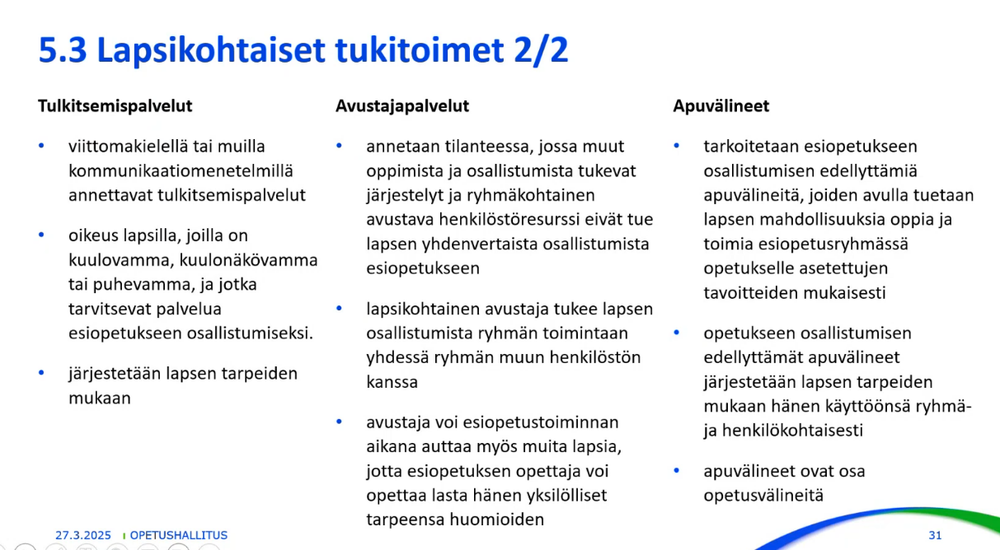 5.3 Lapsikohtaiset tukitoimet 2/2
Tulkitsemispalvelut
• viittomakielellä tai muilla
kommunikaatiomenetelmillä
annettavat tulkitsemispalvelut
• oikeus lapsilla, joilla on
kuulovamma, kuulonäkövamma
tai puhevamma, ja jotka
tarvitsevat palvelua
esiopetukseen osallistumiseksi.
• järjestetään lapsen tarpeiden
mukaan
Avustajapalvelut
• annetaan tilanteessa, jossa muut
oppimista ja osallistumista tukevat
järjestelyt ja ryhmäkohtainen
avustava henkilöstöresurssi eivät tue
lapsen yhdenvertaista osallistumista
esiopetukseen
• lapsikohtainen avustaja tukee lapsen
osallistumista ryhmän toimintaan
yhdessä ryhmän muun henkilöstön
kanssa
• avustaja voi esiopetustoiminnan
aikana auttaa myös muita lapsia,
jotta esiopetuksen opettaja voi
opettaa lasta hänen yksilölliset
tarpeensa huomioiden
Apuvälineet
• tarkoitetaan esiopetukseen
osallistumisen edellyttämiä
apuvälineitä, joiden avulla tuetaan
lapsen mahdollisuuksia oppia ja
toimia esiopetusryhmässä
opetukselle asetettujen
tavoitteiden mukaisesti
• opetukseen osallistumisen
edellyttämät apuvälineet
järjestetään lapsen tarpeiden
mukaan hänen käyttöönsä ryhmä-
ja henkilökohtaisesti
• apuvälineet ovat osa
opetusvälineitä
27.3.2025 | OPETUSHALLITUS
31